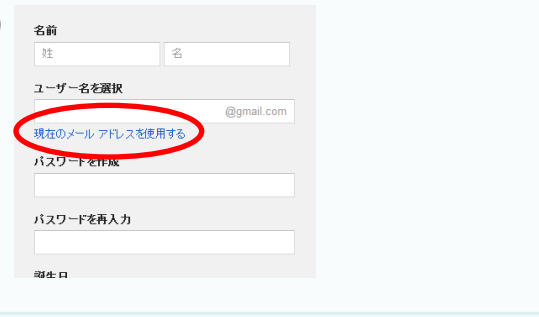 名前
姓 名
ユーザー名を選択
@gmail.com
現在のメール アドレスを使用する
パスワードを作成
パスワードを再入力
誕生日